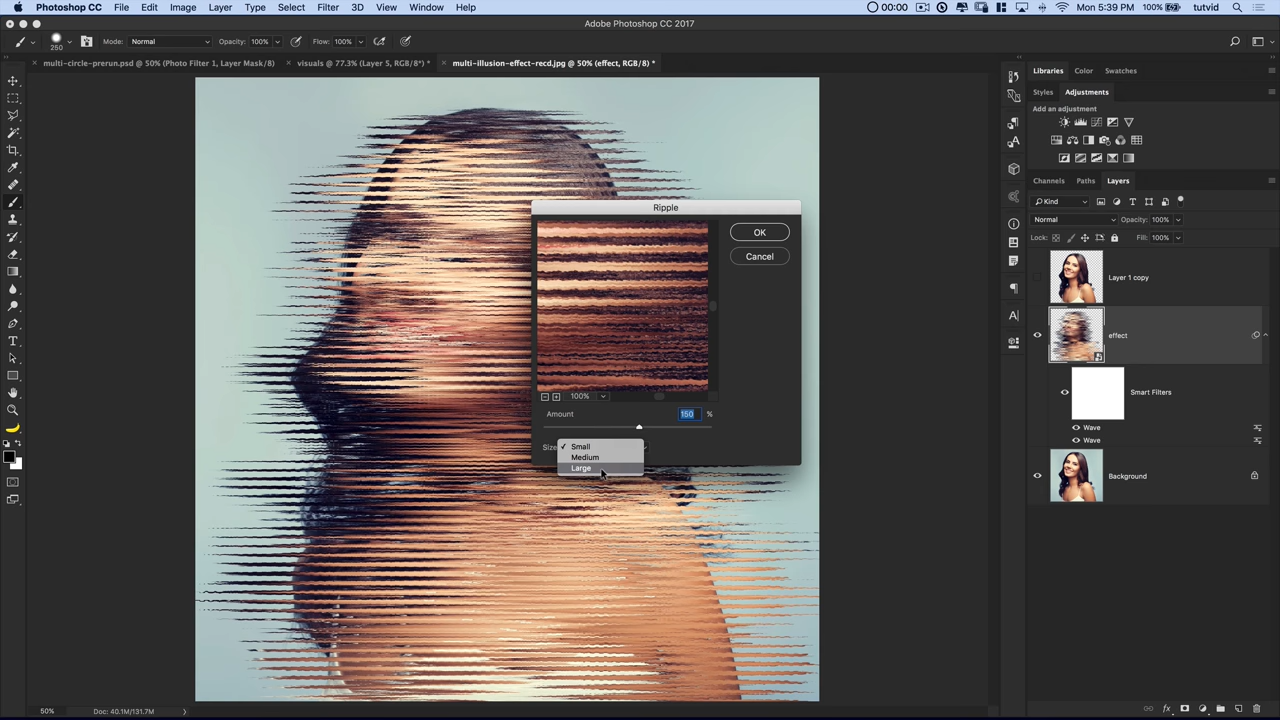 Photoshop CC File Edit Image Layer Type Select Filter 3D View Window Help 00:00 Mon 5:39 PM 100% tutvid
Adobe Photoshop CC 2017
250 Mode: Normal Opacity: 100% Flow: 100%
multi-circle-prerun.psd @ 50% (Photo Filter 1, Layer Mask/8) visuals @ 77.3% (Layer 5, RGB/8*) * multi-illusion-effect-recd.jpg @ 50% (effect, RGB/8) *
Libraries Color Swatches
Styles Adjustments
Add an adjustment
Channels Paths Layers
Kind
Normal Opacity: 100%
Lock: Fill: 100%
Layer 1 copy
effect
Smart Filters
Wave
Wave
Background
Ripple
OK
Cancel
100%
Amount 150 %
Size ✓ Small
Medium
Large
50% Doc: 40.1M/131.7M